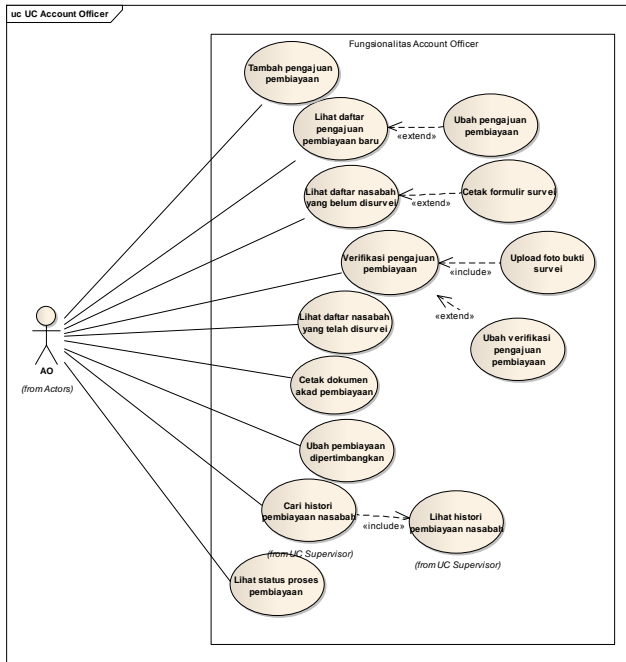 uc UC Account Officer
Fungsionalitas Account Officer
Tambah pengajuan
pembiayaan
Lihat daftar
pengajuan
pembiayaan baru
«extend»
Ubah pengajuan
pembiayaan
Lihat daftar nasabah
yang belum disurvei
«extend»
Cetak formulir survei
Verifikasi pengajuan
pembiayaan
«include»
Upload foto bukti
survei
«extend»
Ubah verifikasi
pengajuan
pembiayaan
Lihat daftar nasabah
yang telah disurvei
AO
(from Actors)
Cetak dokumen
akad pembiayaan
Ubah pembiayaan
dipertimbangkan
Cari histori
pembiayaan nasabah
(from UC Supervisor)
«include»
Lihat histori
pembiayaan nasabah
(from UC Supervisor)
Lihat status proses
pembiayaan